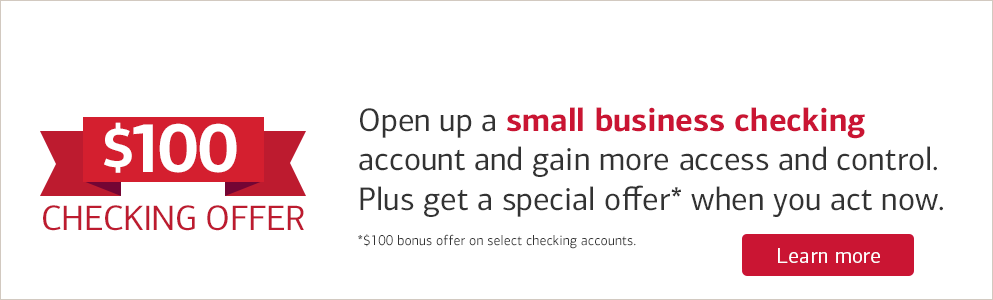 $100
CHECKING OFFER
Open up a small business checking
account and gain more access and control.
Plus get a special offer* when you act now.
*$100 bonus offer on select checking accounts.
Learn more